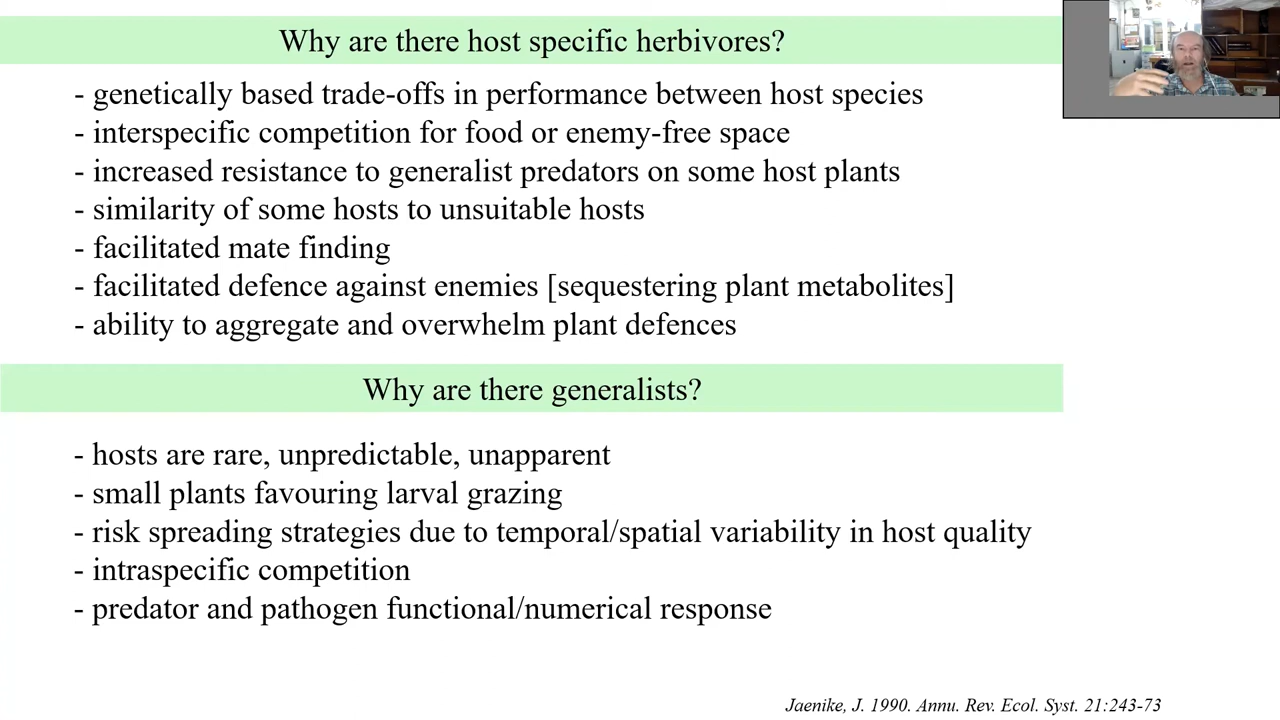 Why are there host specific herbivores?
- genetically based trade-offs in performance between host species
- interspecific competition for food or enemy-free space
- increased resistance to generalist predators on some host plants
- similarity of some hosts to unsuitable hosts
- facilitated mate finding
- facilitated defence against enemies [sequestering plant metabolites]
- ability to aggregate and overwhelm plant defences
Why are there generalists?
- hosts are rare, unpredictable, unapparent
- small plants favouring larval grazing
- risk spreading strategies due to temporal/spatial variability in host quality
- intraspecific competition
- predator and pathogen functional/numerical response
Jaenike, J. 1990. Annu. Rev. Ecol. Syst. 21:243-73